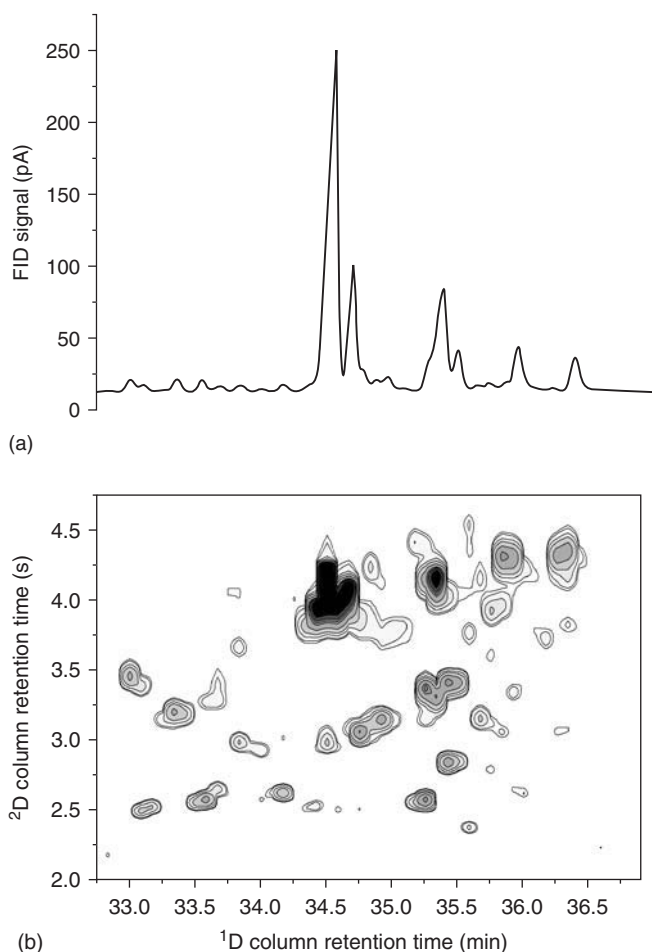 (a)
FID signal (pA)
250
200
150
100
50
0
(b)
²D column retention time (s)
4.5
4.0
3.5
3.0
2.5
2.0
33.0 33.5 34.0 34.5 35.0 35.5 36.0 36.5
¹D column retention time (min)